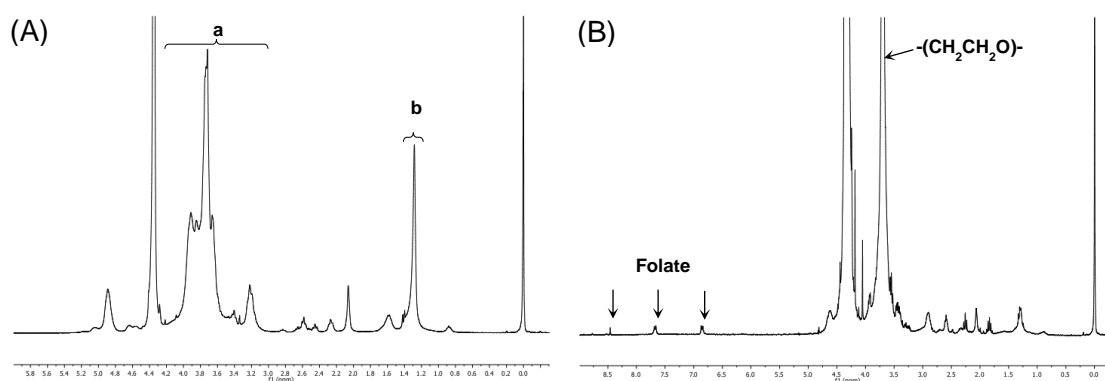 (A)
a
b
5.8 5.6 5.4 5.2 5.0 4.8 4.6 4.4 4.2 4.0 3.8 3.6 3.4 3.2 3.0 2.8 2.6 2.4 2.2 2.0 1.8 1.6 1.4 1.2 1.0 0.8 0.6 0.4 0.2 0.0
f1 (ppm)
(B)
-(CH₂CH₂O)-
Folate
8.5 8.0 7.5 7.0 6.5 6.0 5.5 5.0 4.5 4.0 3.5 3.0 2.5 2.0 1.5 1.0 0.5 0.0
f1 (ppm)